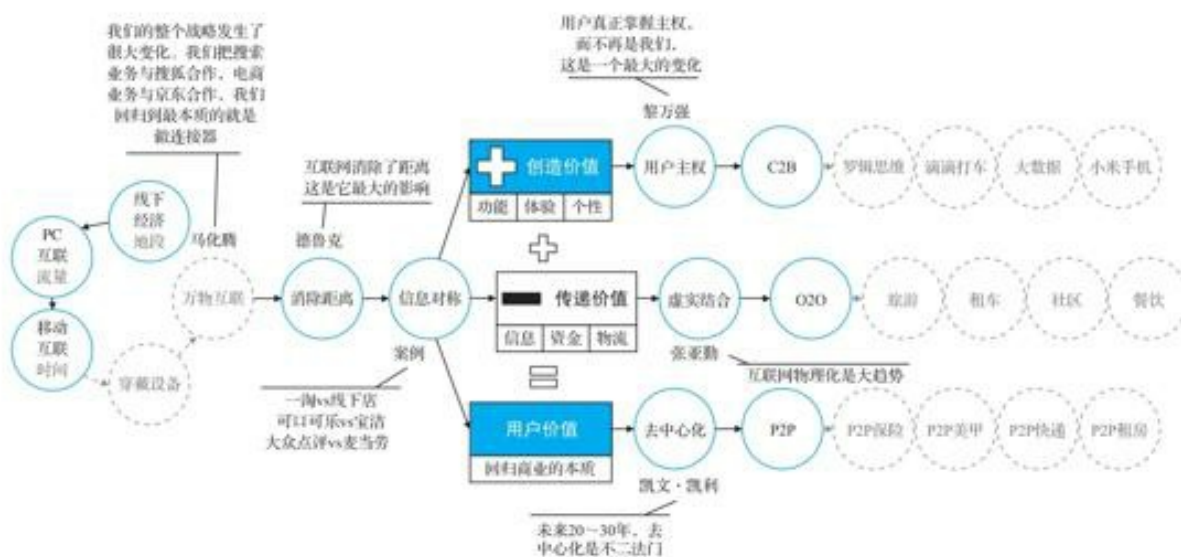 我们的整个战略发生了
很大变化，我们把搜索
业务与搜狐合作，电商
业务与京东合作，我们
回归到最本质的就是
做连接器
马化腾
线下
经济
地段
PC
互联
流量
移动
互联
时间
穿戴设备
万物互联
互联网消除了距离
这是它最大的影响
德鲁克
消除距离
信息对称
案例
一淘vs线下店
可口可乐vs宝洁
大众点评vs麦当劳
创造价值
功能 体验 个性
用户真正掌握主权，
而不再是我们，
这是一个最大的变化
黎万强
用户主权
C2B
罗辑思维
滴滴打车
大数据
小米手机
传递价值
信息 资金 物流
虚实结合
O2O
旅游
租车
社区
餐饮
张亚勤
互联网物理化是大趋势
用户价值
回归商业的本质
去中心化
P2P
P2P保险
P2P美甲
P2P快递
P2P租房
凯文·凯利
未来20～30年，去
中心化是不二法门